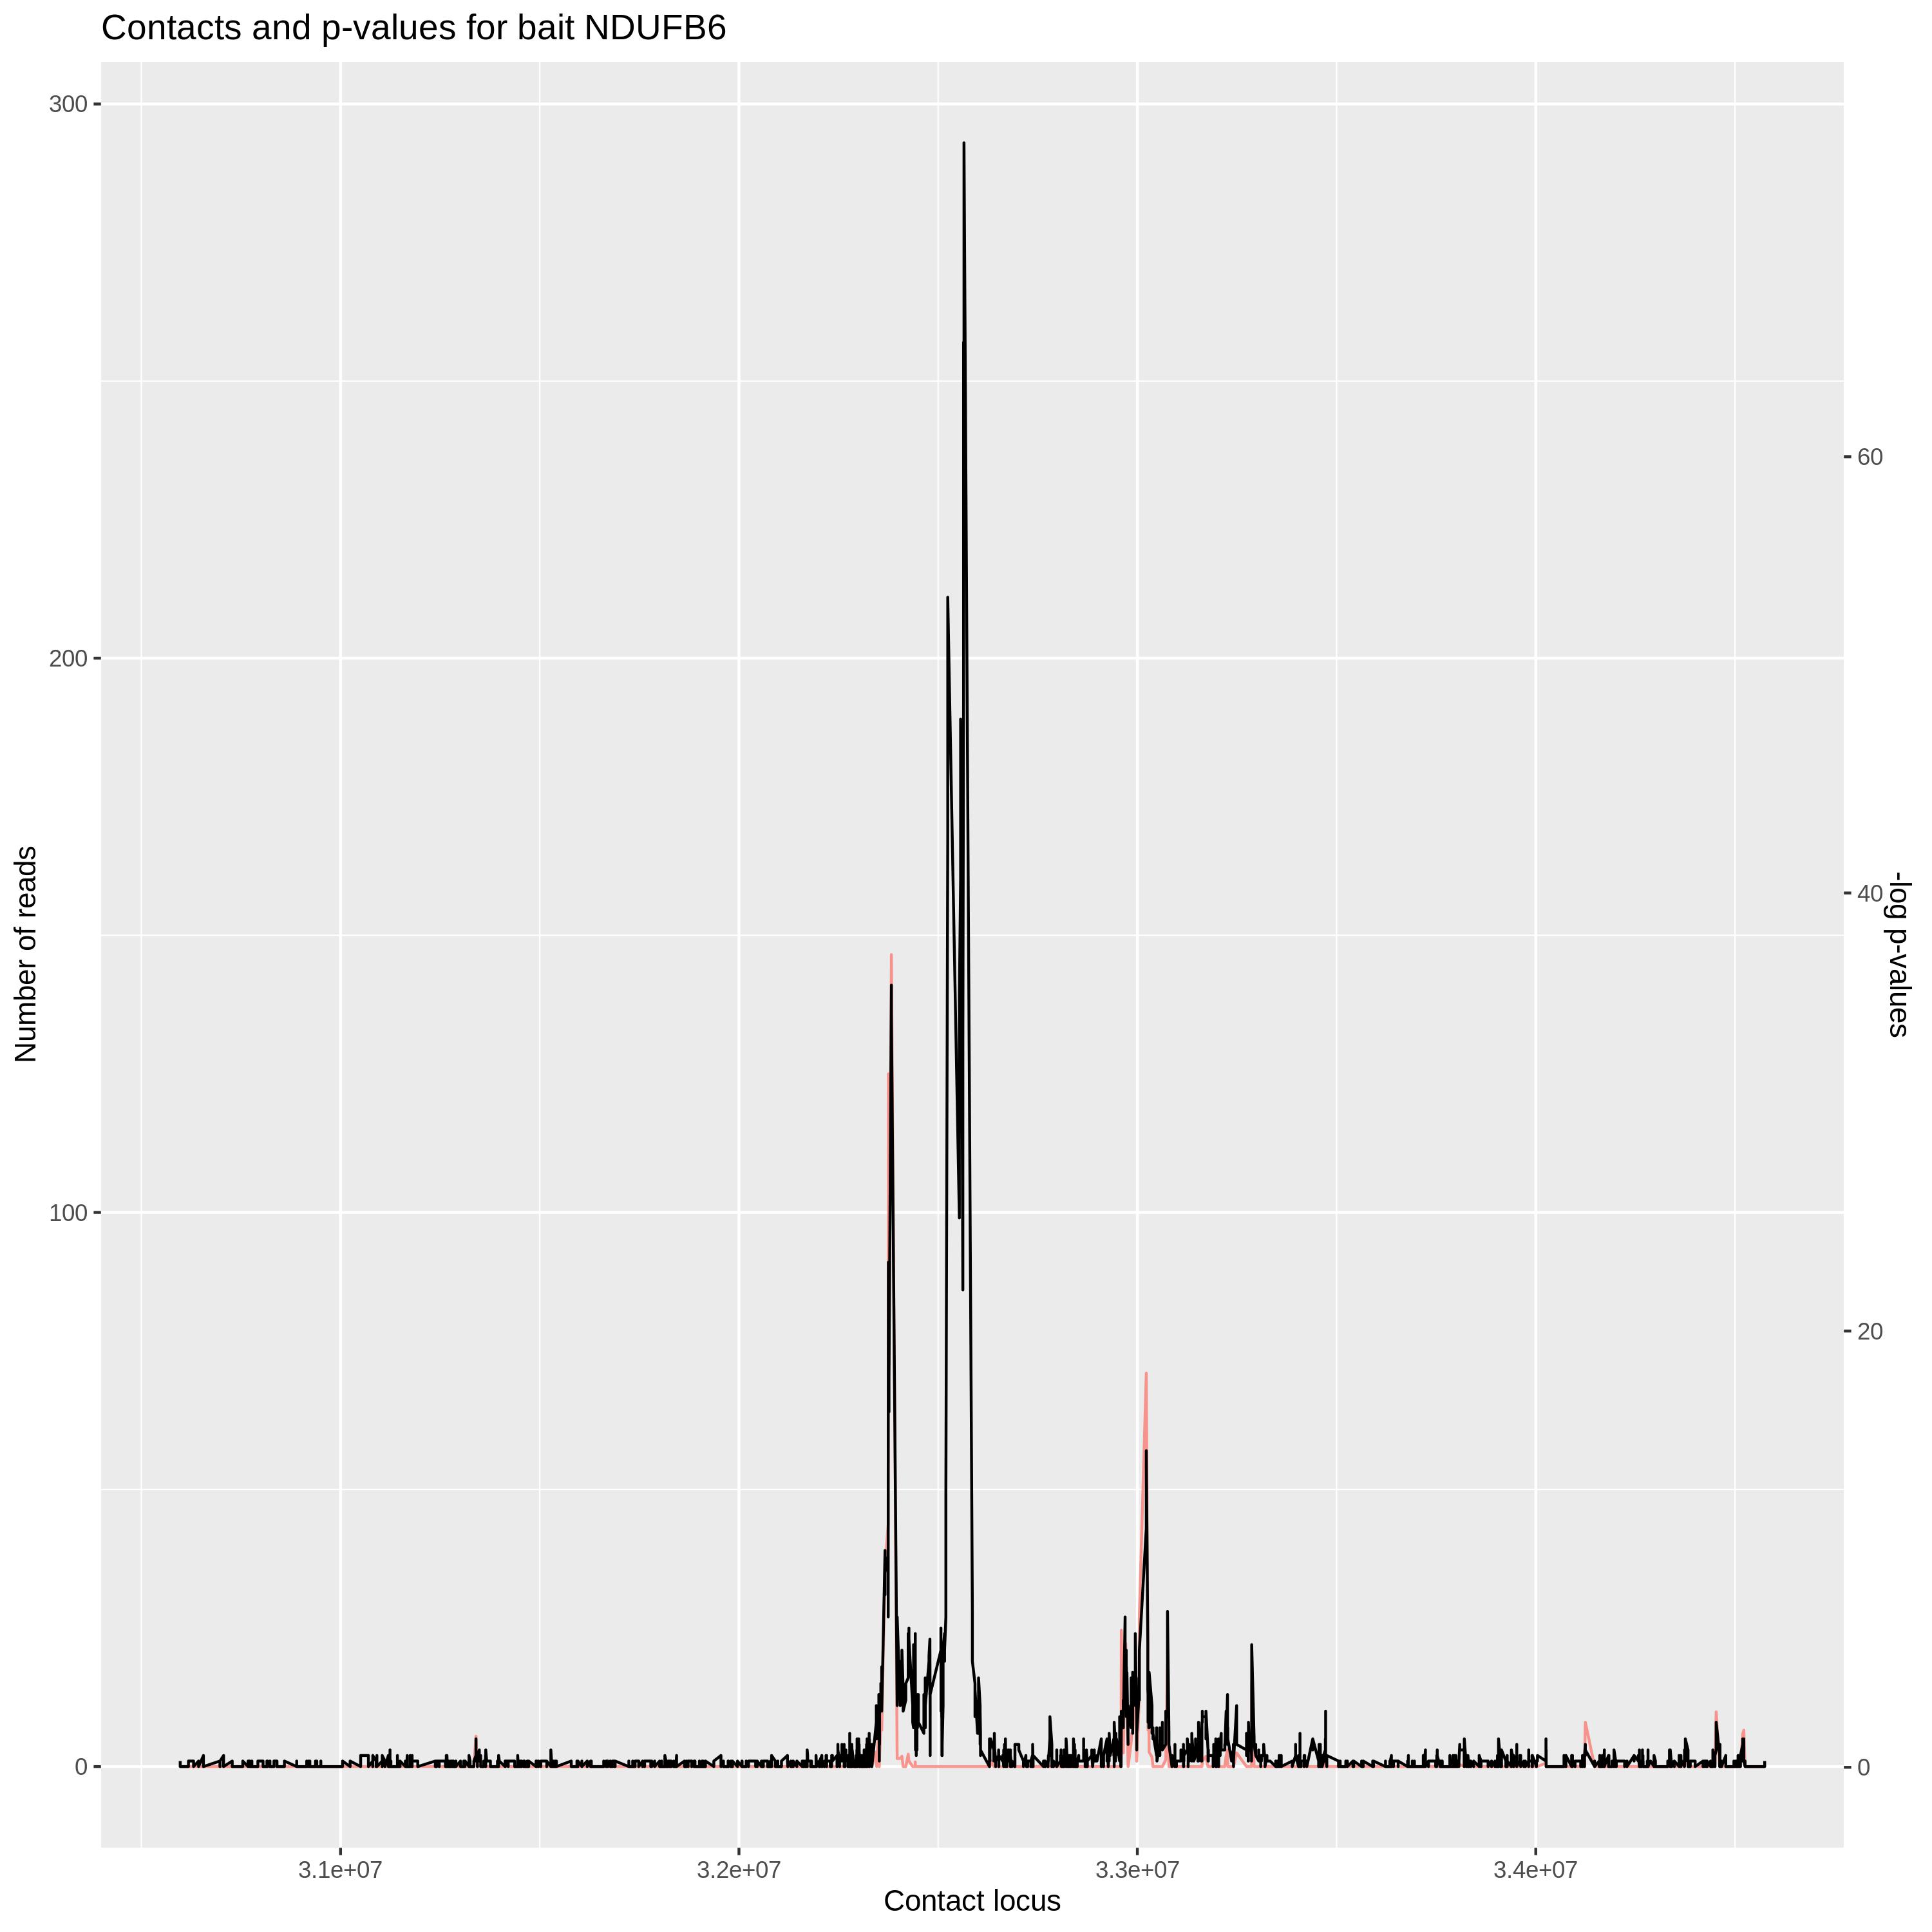 Contacts and p-values for bait NDUFB6
300
200
100
0
Number of reads
60
40
20
0
-log p-values
3.1e+07 3.2e+07 3.3e+07 3.4e+07
Contact locus